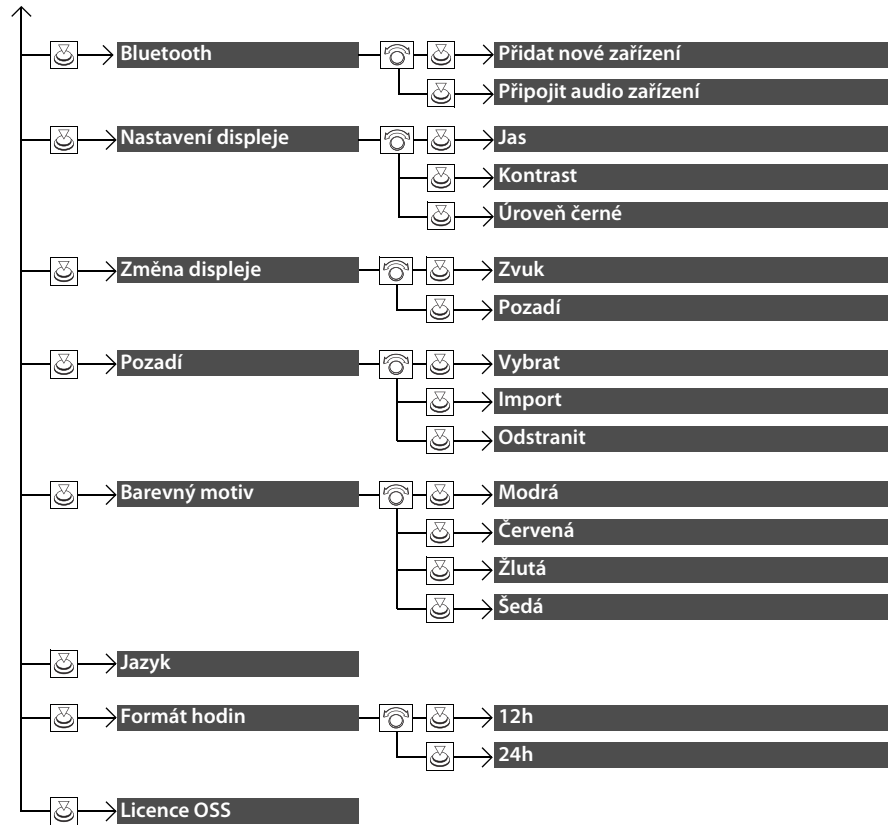 Bluetooth
Přidat nové zařízení
Připojit audio zařízení
Nastavení displeje
Jas
Kontrast
Úroveň černé
Změna displeje
Zvuk
Pozadí
Pozadí
Vybrat
Import
Odstranit
Barevný motiv
Modrá
Červená
Žlutá
Šedá
Jazyk
Formát hodin
12h
24h
Licence OSS